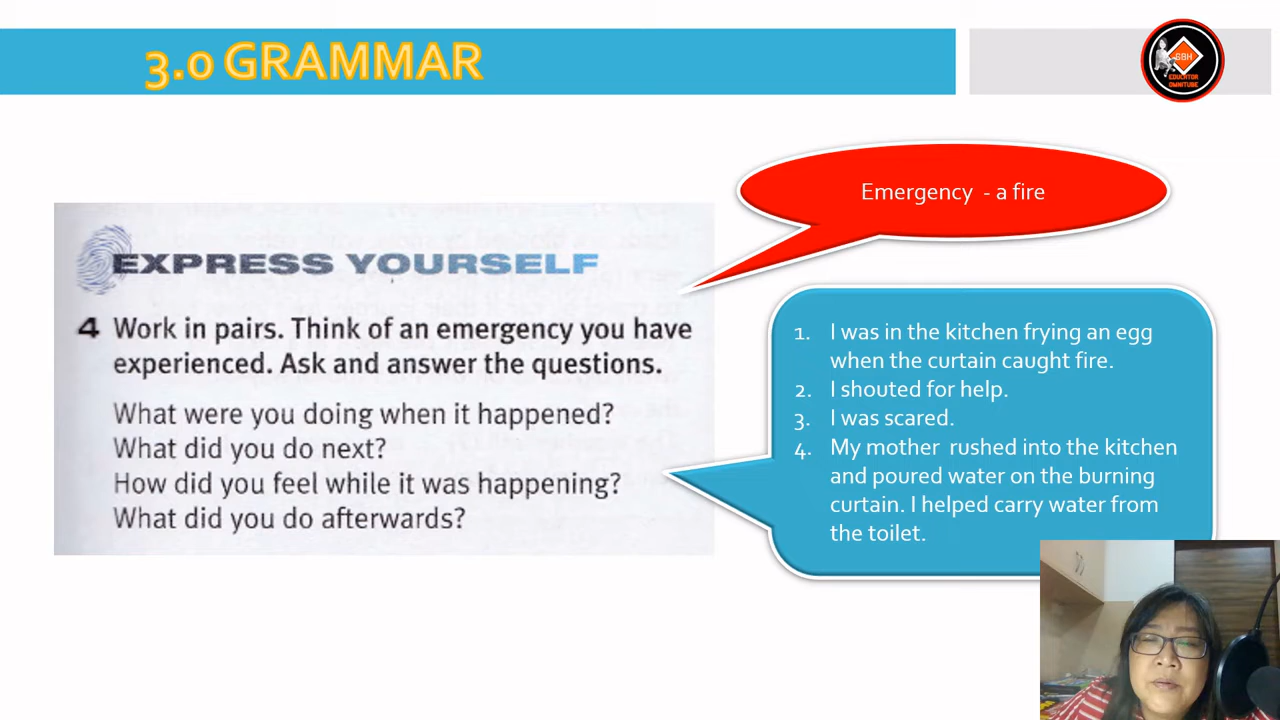 3.0 GRAMMAR
GBH
EDUCATOR
OMNITUBE
Emergency - a fire
EXPRESS YOURSELF
4 Work in pairs. Think of an emergency you have
experienced. Ask and answer the questions.
What were you doing when it happened?
What did you do next?
How did you feel while it was happening?
What did you do afterwards?
1. I was in the kitchen frying an egg
when the curtain caught fire.
2. I shouted for help.
3. I was scared.
4. My mother rushed into the kitchen
and poured water on the burning
curtain. I helped carry water from
the toilet.